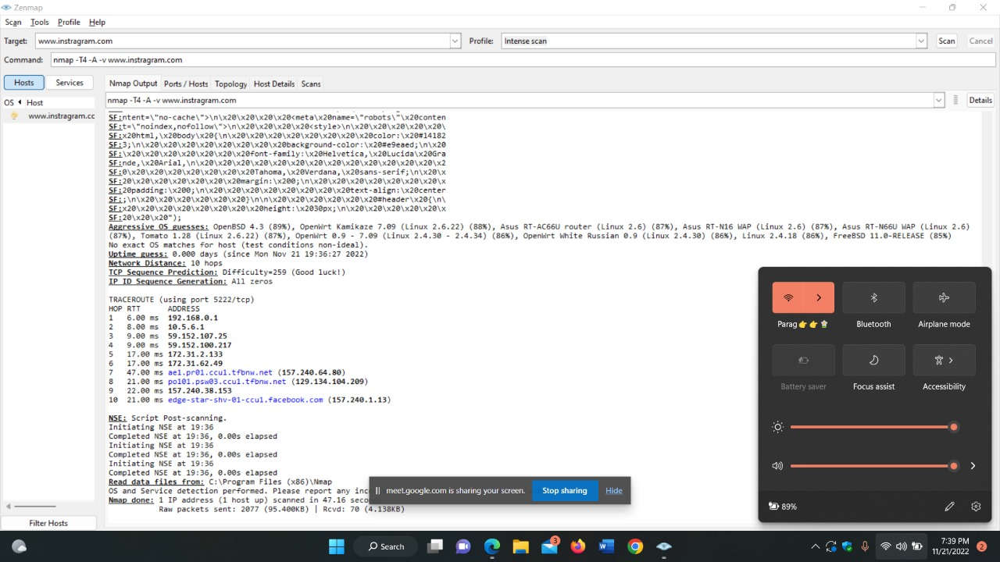 Zenmap
Scan Tools Profile Help
Target: www.instragram.com Profile: Intense scan Scan Cancel
Command: nmap -T4 -A -v www.instragram.com
Hosts Services Nmap Output Ports / Hosts Topology Host Details Scans
OS Host nmap -T4 -A -v www.instragram.com Details
www.instragram.cc
SF:ntent=\"no-cache\">\n\x20\x20\x20\x20<meta\x20name=\"robots\"\x20conten
SF:t=\"noindex,nofollow\">\n\x20\x20\x20\x20<style>\n\x20\x20\x20\x20\x20\
SF:x20html,\x20body\x20{\n\x20\x20\x20\x20\x20\x20\x20\x20color:\x20#14182
SF:3;\n\x20\x20\x20\x20\x20\x20\x20\x20background-color:\x20#e9eaed;\n\x20
SF:\x20\x20\x20\x20\x20\x20\x20font-family:\x20Helvetica,\x20Lucida\x20Gra
SF:nde,\x20Arial,\n\x20\x20\x20\x20\x20\x20\x20\x20\x20\x20\x20\x20\x20\x2
SF:0\x20\x20\x20\x20\x20\x20\x20Tahoma,\x20Verdana,\x20sans-serif;\n\x20\x
SF:20\x20\x20\x20\x20\x20\x20margin:\x200;\n\x20\x20\x20\x20\x20\x20\x20\x
SF:20padding:\x200;\n\x20\x20\x20\x20\x20\x20\x20\x20text-align:\x20center
SF:;\n\x20\x20\x20\x20\x20\x20}\n\n\x20\x20\x20\x20\x20\x20#header\x20{\n\
SF:x20\x20\x20\x20\x20\x20\x20\x20height:\x2030px;\n\x20\x20\x20\x20\x20\x
SF:20\x20\x20");
Aggressive OS guesses: OpenBSD 4.3 (89%), OpenWrt Kamikaze 7.09 (Linux 2.6.22) (88%), Asus RT-AC66U router (Linux 2.6) (87%), Asus RT-N16 WAP (Linux 2.6) (87%), Asus RT-N66U WAP (Linux 2.6)
(87%), Tomato 1.28 (Linux 2.6.22) (87%), OpenWrt 0.9 - 7.09 (Linux 2.4.30 - 2.4.34) (86%), OpenWrt White Russian 0.9 (Linux 2.4.30) (86%), Linux 2.4.18 (86%), FreeBSD 11.0-RELEASE (85%)
No exact OS matches for host (test conditions non-ideal).
Uptime guess: 0.000 days (since Mon Nov 21 19:36:27 2022)
Network Distance: 10 hops
TCP Sequence Prediction: Difficulty=259 (Good luck!)
IP ID Sequence Generation: All zeros
TRACEROUTE (using port 5222/tcp)
HOP RTT ADDRESS
1 6.00 ms 192.168.0.1
2 8.00 ms 10.5.6.1
3 9.00 ms 59.152.107.25
4 9.00 ms 59.152.100.217
5 17.00 ms 172.31.2.133
6 17.00 ms 172.31.62.49
7 47.00 ms ae1.pr01.ccu1.tfbnw.net (157.240.64.80)
8 21.00 ms po101.psw03.ccu1.tfbnw.net (129.134.104.209)
9 22.00 ms 157.240.38.153
10 21.00 ms edge-star-shv-01-ccu1.facebook.com (157.240.1.13)
NSE: Script Post-scanning.
Initiating NSE at 19:36
Completed NSE at 19:36, 0.00s elapsed
Initiating NSE at 19:36
Completed NSE at 19:36, 0.00s elapsed
Initiating NSE at 19:36
Completed NSE at 19:36, 0.00s elapsed
Read data files from: C:\Program Files (x86)\Nmap
OS and Service detection performed. Please report any inc
Nmap done: 1 IP address (1 host up) scanned in 47.16 seco
Raw packets sent: 2077 (95.400KB) | Rcvd: 70 (4.138KB)
Filter Hosts
meet.google.com is sharing your screen. Stop sharing Hide
Parag Bluetooth Airplane mode
Battery saver Focus assist Accessibility
89%
Search
3
7:39 PM
11/21/2022
2